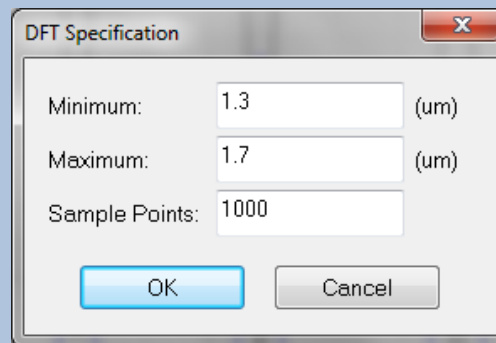 DFT Specification
Minimum: 1.3 (um)
Maximum: 1.7 (um)
Sample Points: 1000
OK Cancel